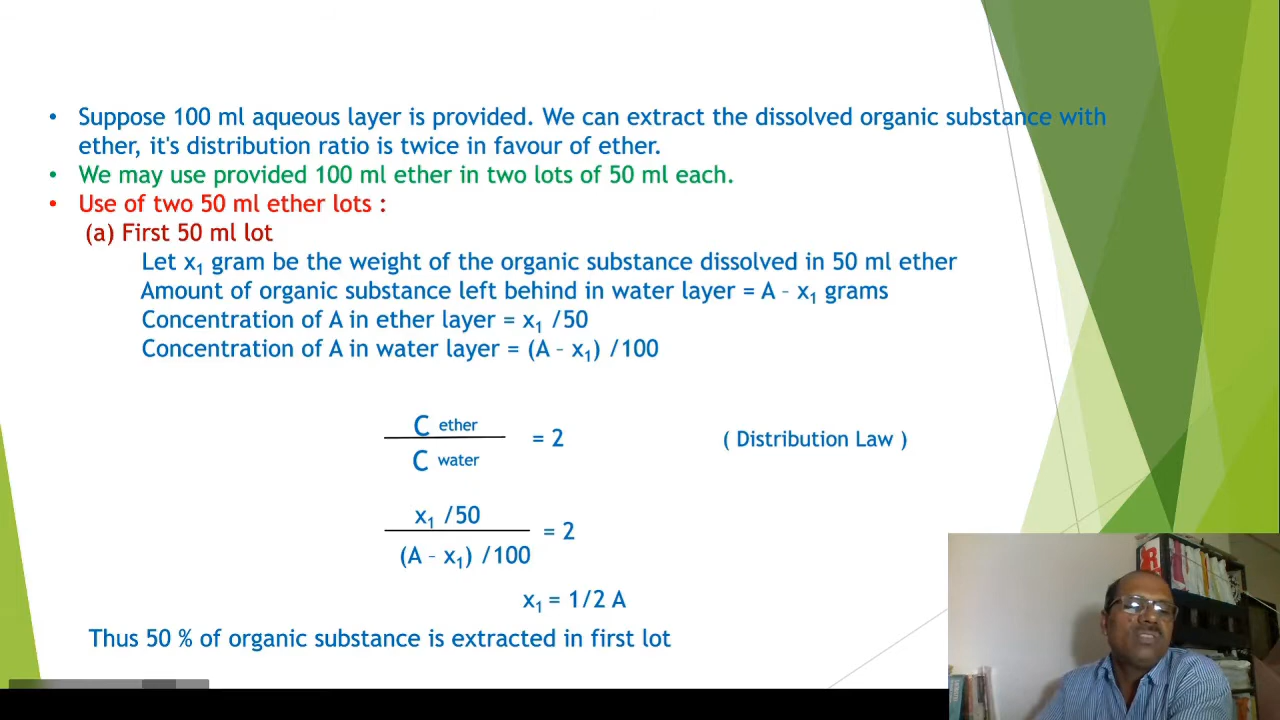 • Suppose 100 ml aqueous layer is provided. We can extract the dissolved organic substance with
ether, it's distribution ratio is twice in favour of ether.
• We may use provided 100 ml ether in two lots of 50 ml each.
• Use of two 50 ml ether lots :
(a) First 50 ml lot
Let x₁ gram be the weight of the organic substance dissolved in 50 ml ether
Amount of organic substance left behind in water layer = A – x₁ grams
Concentration of A in ether layer = x₁ /50
Concentration of A in water layer = (A – x₁) /100
C ether
= 2 ( Distribution Law )
C water
x₁ /50
= 2
(A – x₁) /100
x₁ = 1/2 A
Thus 50 % of organic substance is extracted in first lot